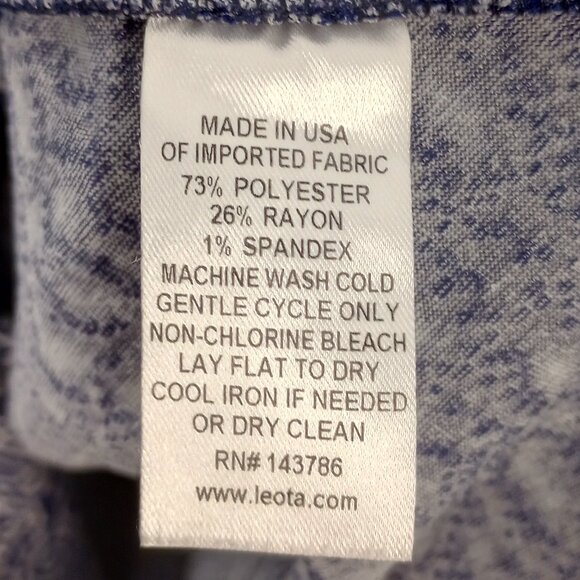 MADE IN USA
OF IMPORTED FABRIC
73% POLYESTER
26% RAYON
1% SPANDEX
MACHINE WASH COLD
GENTLE CYCLE ONLY
NON-CHLORINE BLEACH
LAY FLAT TO DRY
COOL IRON IF NEEDED
OR DRY CLEAN
RN# 143786
www.leota.com